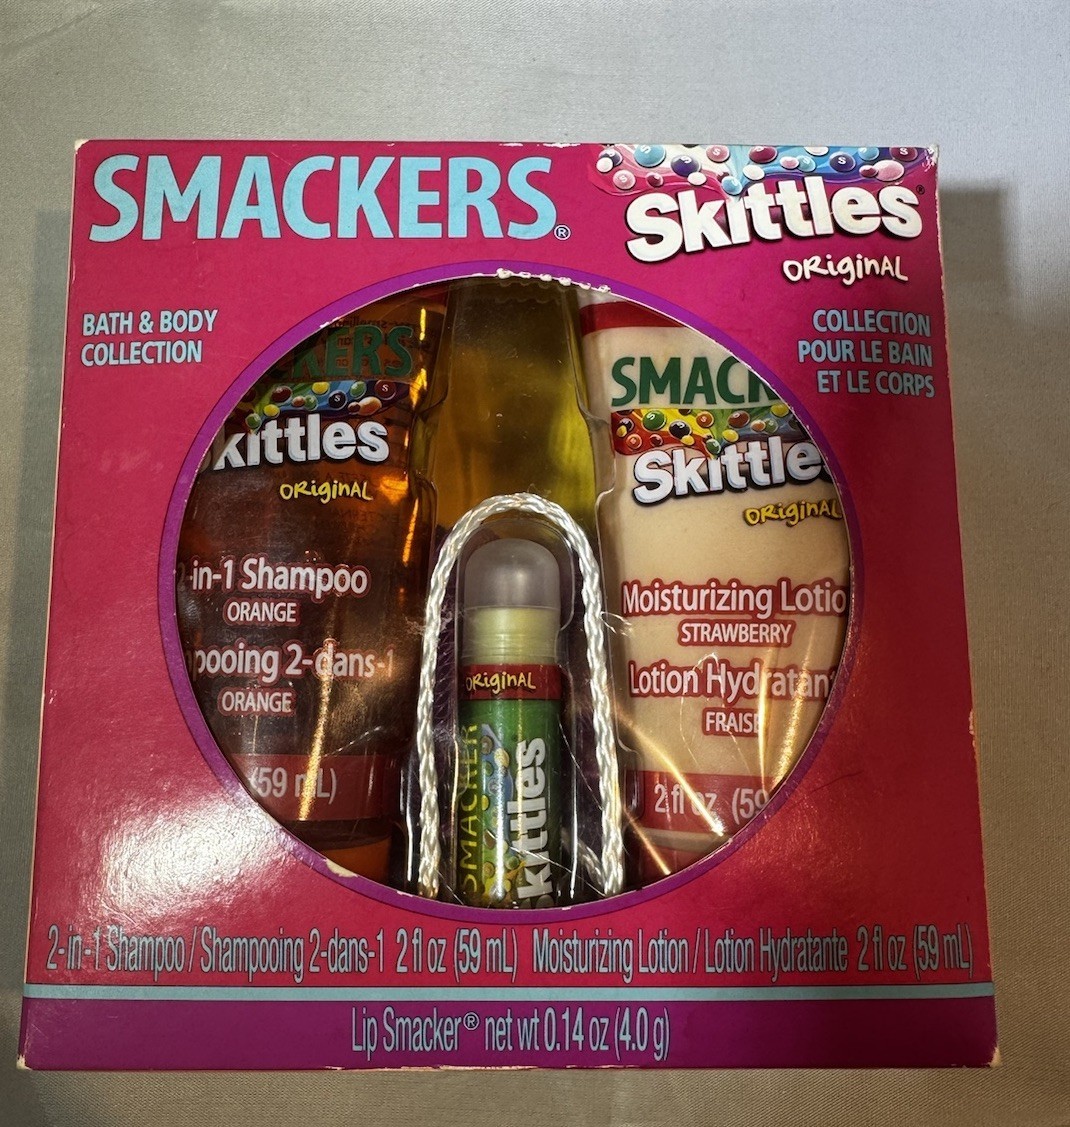 SMACKERS®
Skittles®
ORIGINAL
BATH & BODY
COLLECTION
COLLECTION
POUR LE BAIN
ET LE CORPS
KERS
kittles
ORIGINAL
-in-1 Shampoo
ORANGE
pooing 2-dans-1
ORANGE
(59 mL)
SMACK
Skittle
ORIGINAL
Moisturizing Lotio
STRAWBERRY
Lotion Hydratan
FRAISE
2 fl oz (59
ORIGINAL
SMACKER
Skittles
2-in-1 Shampoo / Shampooing 2-dans-1 2 fl oz (59 mL) Moisturizing Lotion / Lotion Hydratante 2 fl oz (59 mL)
Lip Smacker® net wt 0.14 oz (4.0 g)